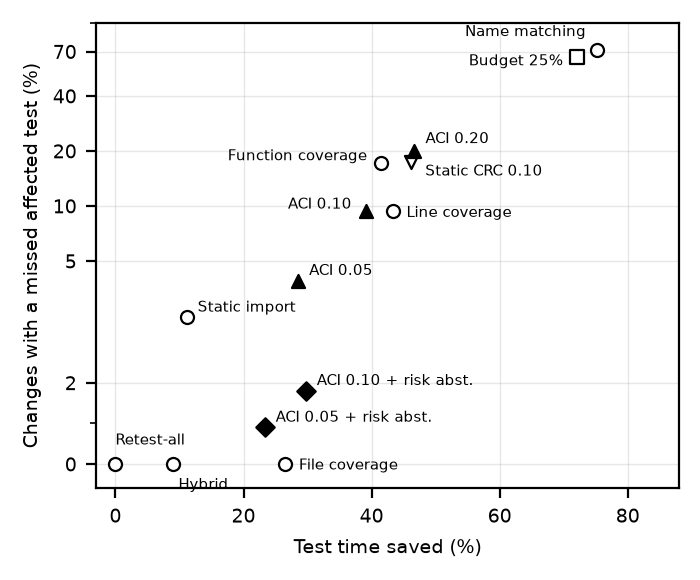 Name matching
Budget 25%
ACI 0.20
Function coverage
Static CRC 0.10
ACI 0.10
Line coverage
ACI 0.05
Static import
ACI 0.10 + risk abst.
ACI 0.05 + risk abst.
Retest-all
File coverage
Hybrid
70
40
20
10
5
2
0
Changes with a missed affected test (%)
0
20
40
60
80
Test time saved (%)